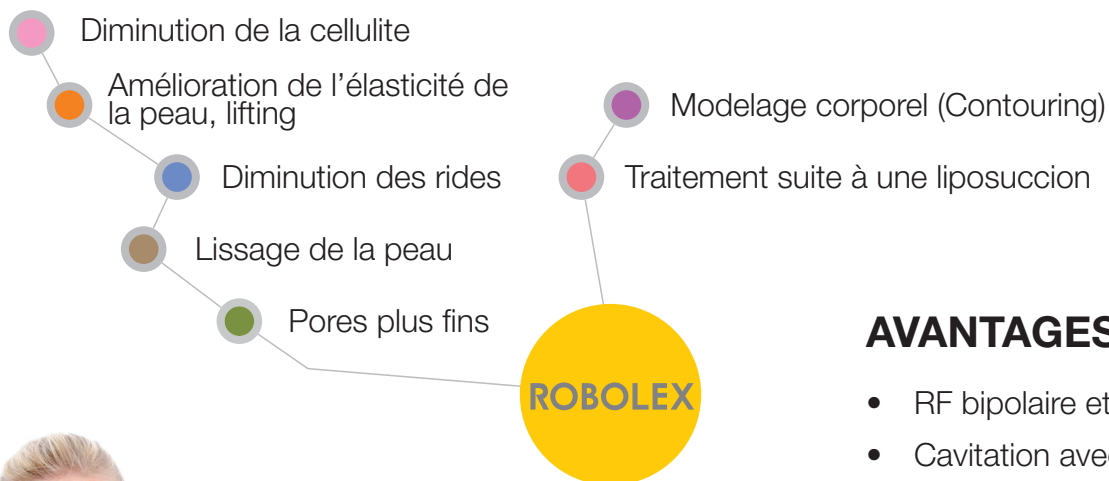 Diminution de la cellulite
Amélioration de l’élasticité de
la peau, lifting
Diminution des rides
Lissage de la peau
Pores plus fins
Modelage corporel (Contouring)
Traitement suite à une liposuccion
ROBOLEX
AVANTAGES
• RF bipolaire et
• Cavitation avec